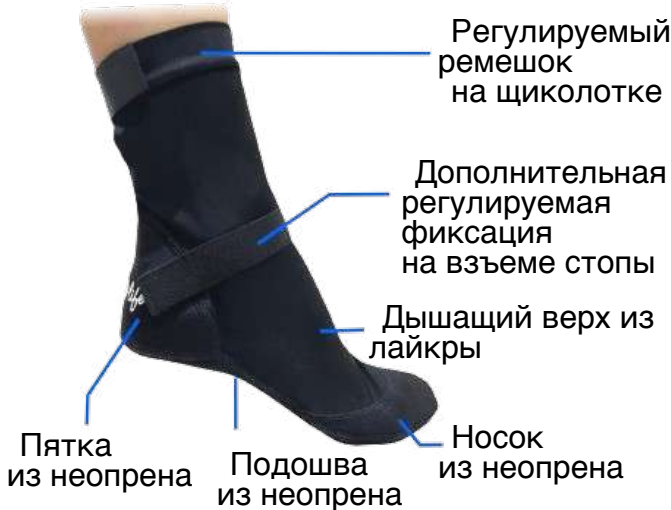 Регулируемый
ремешок
на щиколотке
Дополнительная
регулируемая
фиксация
на взъеме стопы
Дышащий верх из
лайкры
life
Пятка
из неопрена
Подошва
из неопрена
Носок
из неопрена